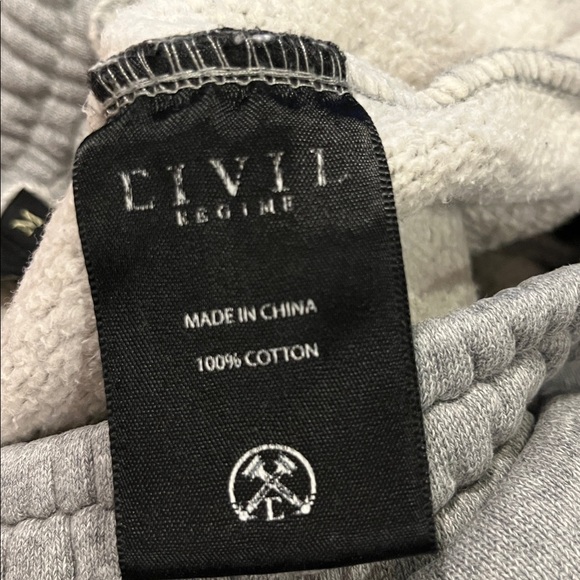 CIVIL
REGIME
MADE IN CHINA
100% COTTON
C
M